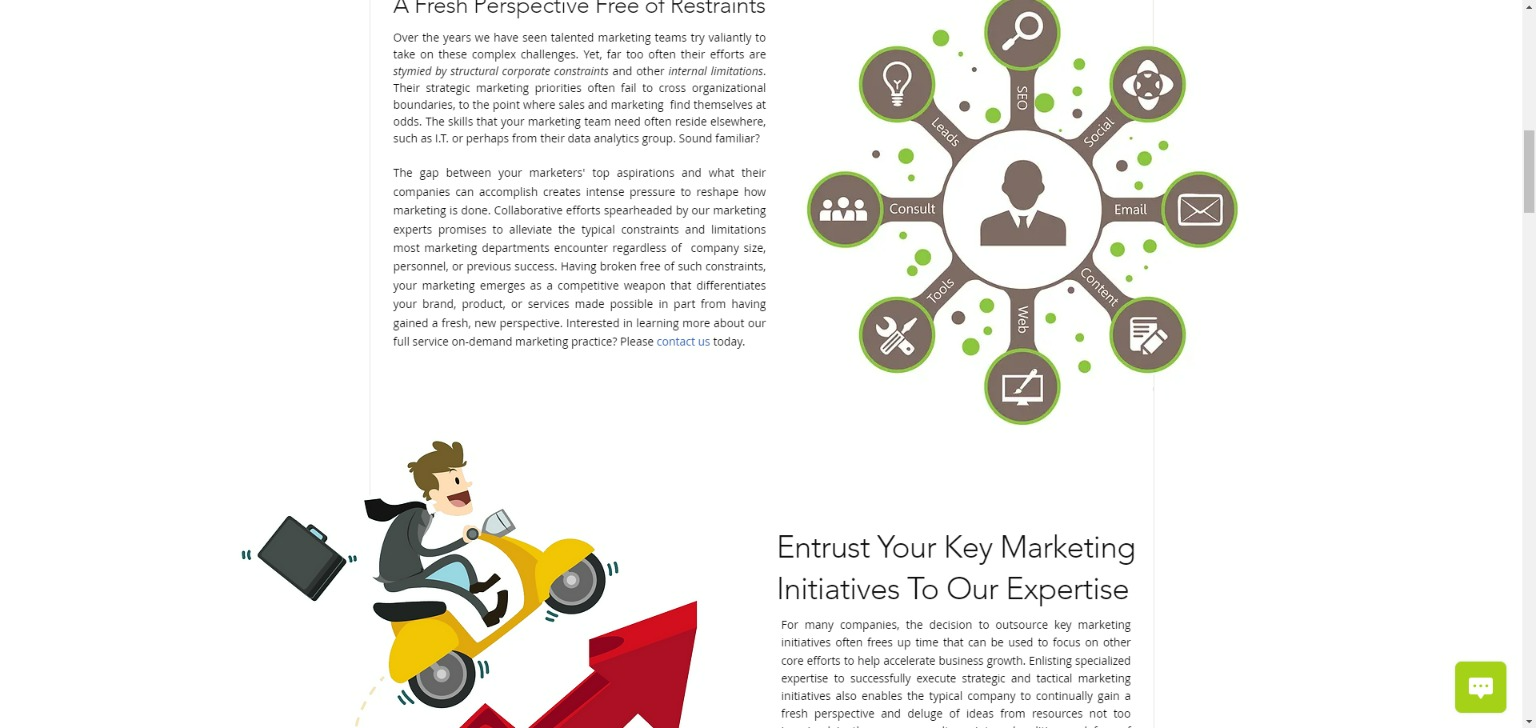 A Fresh Perspective Free of Restraints
Over the years we have seen talented marketing teams try valiantly to
take on these complex challenges. Yet, far too often their efforts are
stymied by structural corporate constraints and other internal limitations.
Their strategic marketing priorities often fail to cross organizational
boundaries, to the point where sales and marketing find themselves at
odds. The skills that your marketing team need often reside elsewhere,
such as I.T. or perhaps from their data analytics group. Sound familiar?
The gap between your marketers' top aspirations and what their
companies can accomplish creates intense pressure to reshape how
marketing is done. Collaborative efforts spearheaded by our marketing
experts promises to alleviate the typical constraints and limitations
most marketing departments encounter regardless of company size,
personnel, or previous success. Having broken free of such constraints,
your marketing emerges as a competitive weapon that differentiates
your brand, product, or services made possible in part from having
gained a fresh, new perspective. Interested in learning more about our
full service on-demand marketing practice? Please contact us today.
SEO
Social
Email
Content
Web
Tools
Consult
Leads
Entrust Your Key Marketing
Initiatives To Our Expertise
For many companies, the decision to outsource key marketing
initiatives often frees up time that can be used to focus on other
core efforts to help accelerate business growth. Enlisting specialized
expertise to successfully execute strategic and tactical marketing
initiatives also enables the typical company to continually gain a
fresh perspective and deluge of ideas from resources not too